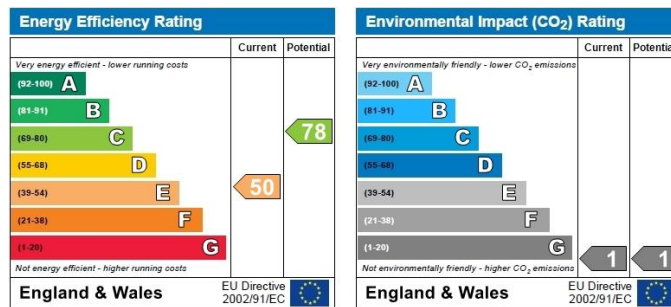 Energy Efficiency Rating
Current Potential
Very energy efficient - lower running costs
(92-100) A
(81-91) B
(69-80) C
78
(55-68) D
(39-54) E
50
(21-38) F
(1-20) G
Not energy efficient - higher running costs
England & Wales
EU Directive
2002/91/EC
Environmental Impact (CO2) Rating
Current Potential
Very environmentally friendly - lower CO2 emissions
(92-100) A
(81-91) B
(69-80) C
(55-68) D
(39-54) E
(21-38) F
(1-20) G
1 1
Not environmentally friendly - higher CO2 emissions
England & Wales
EU Directive
2002/91/EC